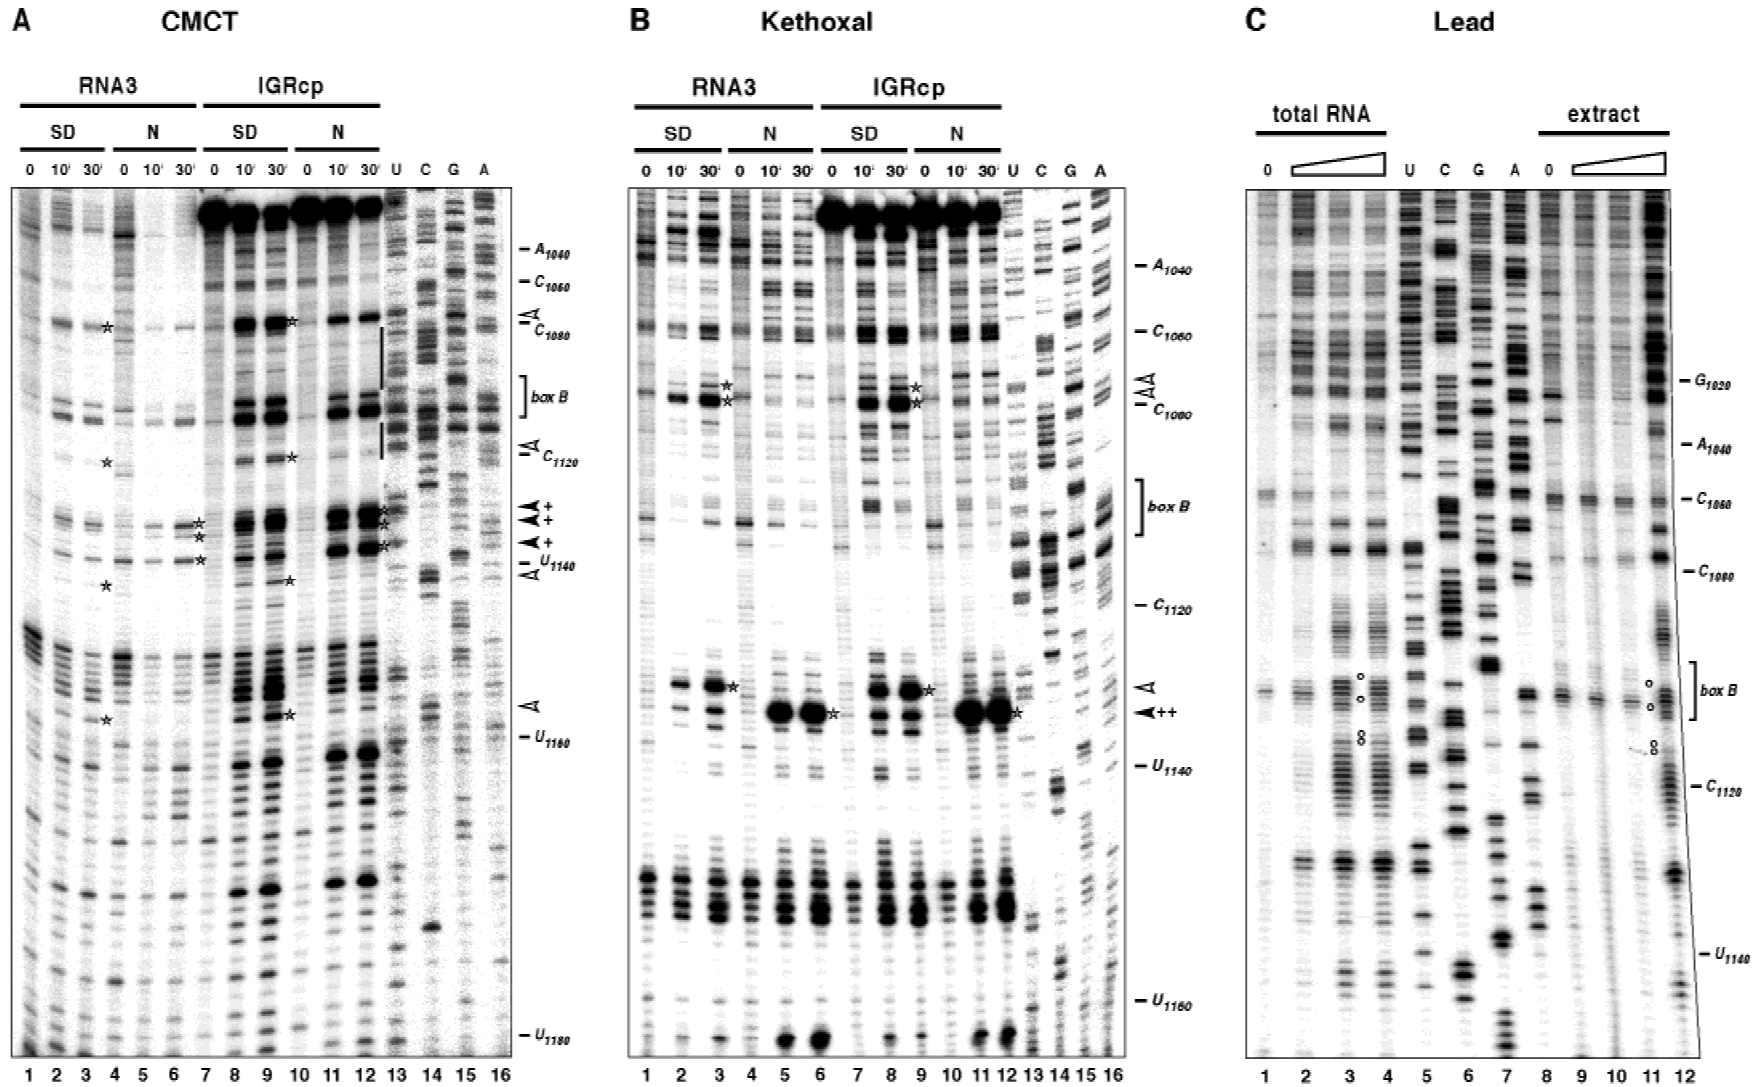 A CMCT
RNA3 IGRcp
SD N SD N
0 10' 30' 0 10' 30' 0 10' 30' 0 10' 30' U C G A
A1040
C1060
C1080
box B
C1120
+
+
+
U1140
U1160
U1180
1 2 3 4 5 6 7 8 9 10 11 12 13 14 15 16
B Kethoxal
RNA3 IGRcp
SD N SD N
0 10' 30' 0 10' 30' 0 10' 30' 0 10' 30' U C G A
A1040
C1060
C1080
box B
C1120
++
U1140
U1160
1 2 3 4 5 6 7 8 9 10 11 12 13 14 15 16
C Lead
total RNA extract
0 U C G A 0
G1020
A1040
C1060
C1080
box B
C1120
U1140
1 2 3 4 5 6 7 8 9 10 11 12